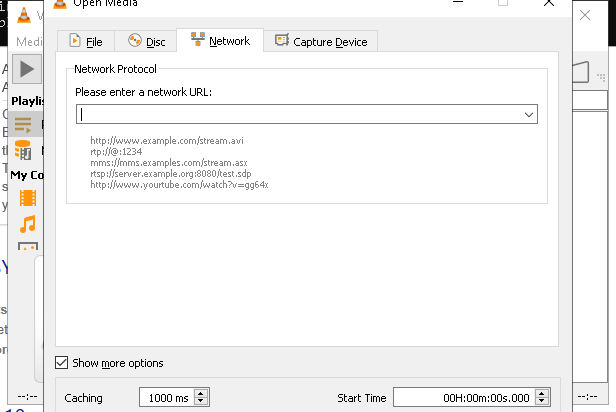 Open Media
Medi
File
Disc
Network
Capture Device
Network Protocol
Please enter a network URL:
Playlis
http://www.example.com/stream.avi
rtp://@:1234
mms://mms.examples.com/stream.asx
rtsp://server.example.org:8080/test.sdp
http://www.yourtube.com/watch?v=gg64x
My Co
Show more options
Caching
1000 ms
Start Time
00H:00m:00s.000
--:--
--:--